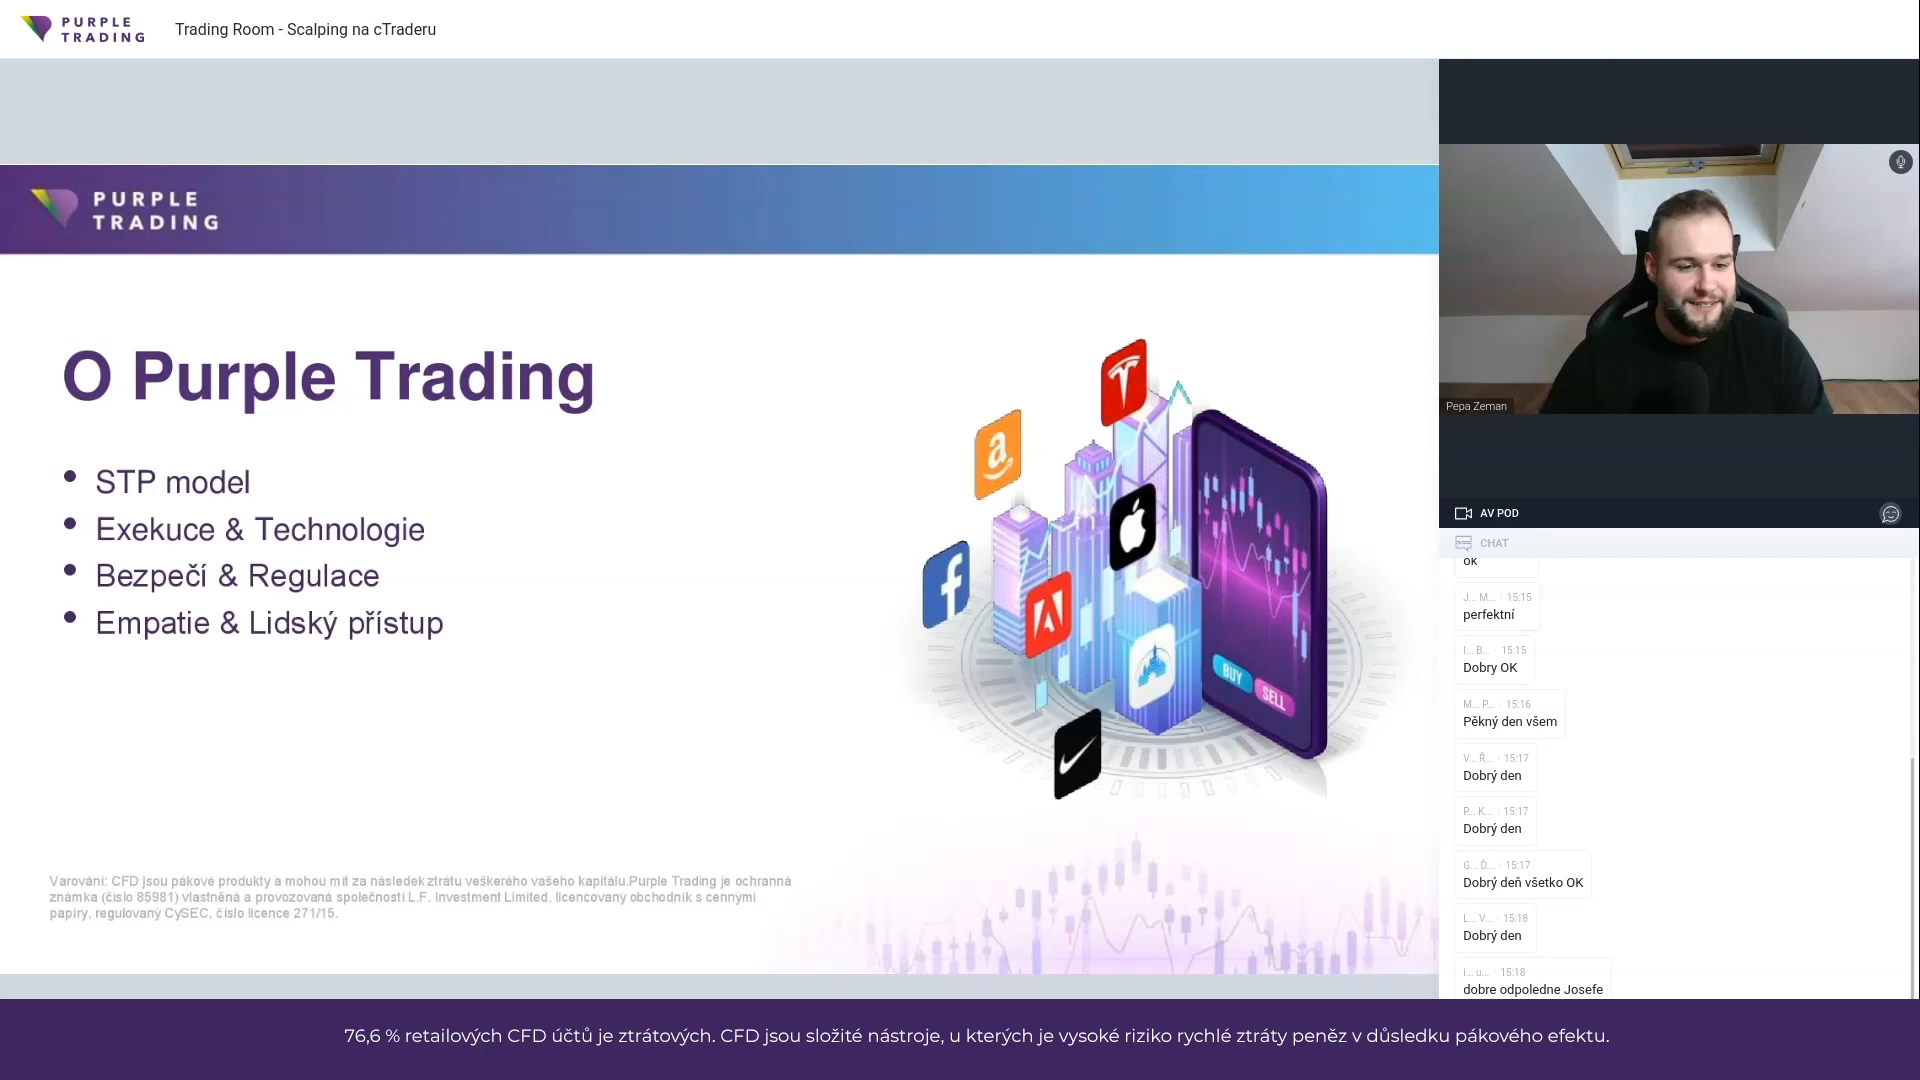 PURPLE
TRADING
Trading Room - Scalping na cTraderu
PURPLE
TRADING
O Purple Trading
• STP model
• Exekuce & Technologie
• Bezpečí & Regulace
• Empatie & Lidský přístup
BUY
SELL
Varování: CFD jsou pákové produkty a mohou mít za následek ztrátu veškerého vašeho kapitálu.Purple Trading je ochranná
známka (číslo 85981) vlastněná a provozovaná společností L.F. Investment Limited, licencovaný obchodník s cennými
papíry, regulovaný CySEC, číslo licence 271/15.
Pepa Zeman
AV POD
CHAT
ok
J... M... 15:15
perfektní
I... B... 15:15
Dobry OK
M... P... 15:16
Pěkný den všem
V... Ř... 15:17
Dobrý den
P... K... 15:17
Dobrý den
G... Ď... 15:17
Dobrý deň všetko OK
L... V... 15:18
Dobrý den
i... u... 15:18
dobre odpoledne Josefe
76,6 % retailových CFD účtů je ztrátových. CFD jsou složité nástroje, u kterých je vysoké riziko rychlé ztráty peněz v důsledku pákového efektu.